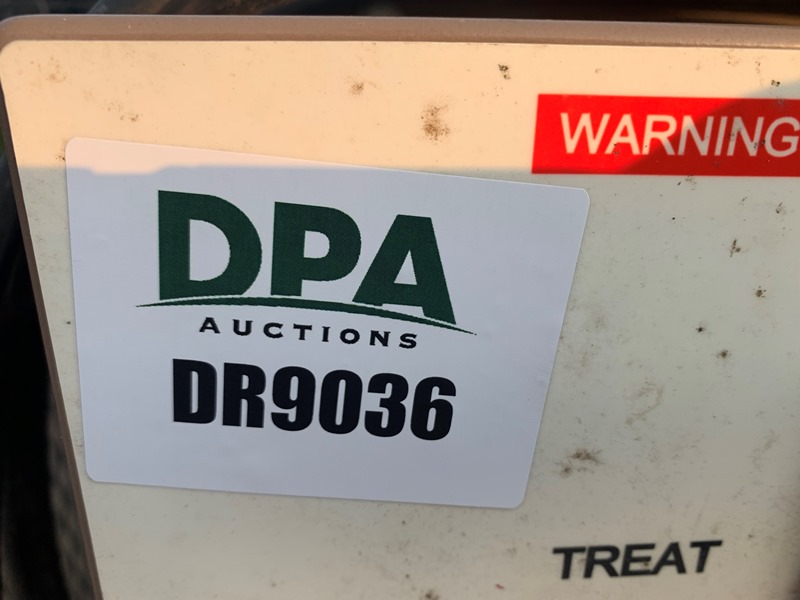 WARNING
DPA
AUCTIONS
DR9036
TREAT